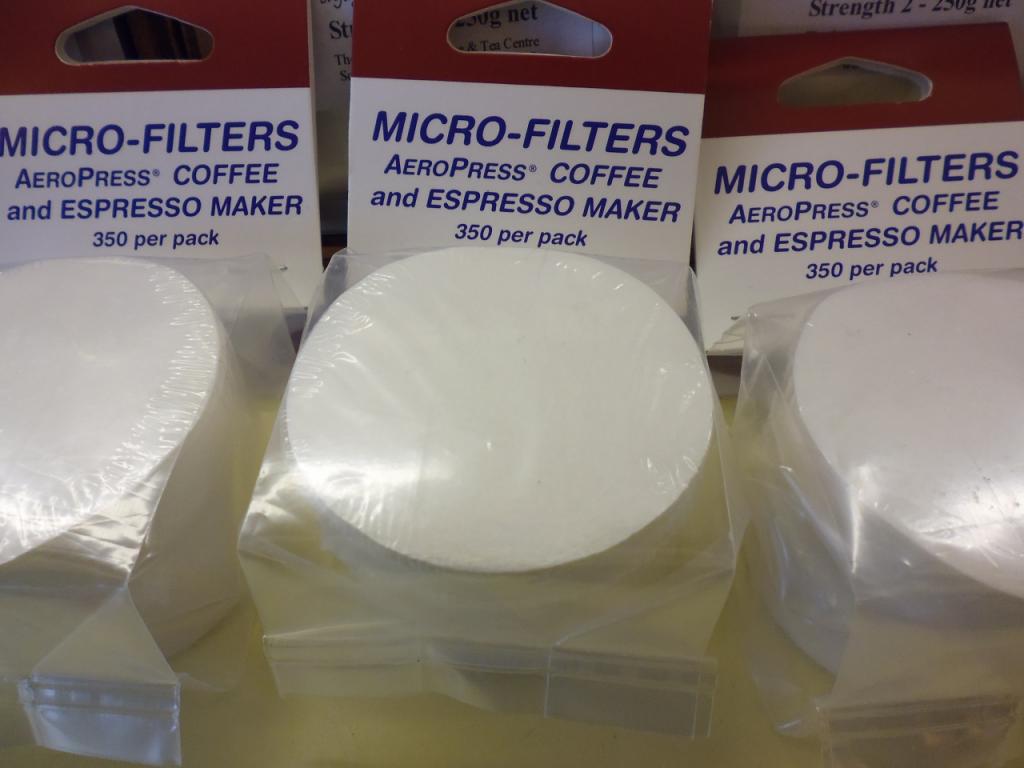 250g net
& Tea Centre
Strength 2 - 250g net
MICRO-FILTERS
AEROPRESS® COFFEE
and ESPRESSO MAKER
350 per pack
MICRO-FILTERS
AEROPRESS® COFFEE
and ESPRESSO MAKER
350 per pack
MICRO-FILTERS
AEROPRESS® COFFEE
and ESPRESSO MAKER
350 per pack